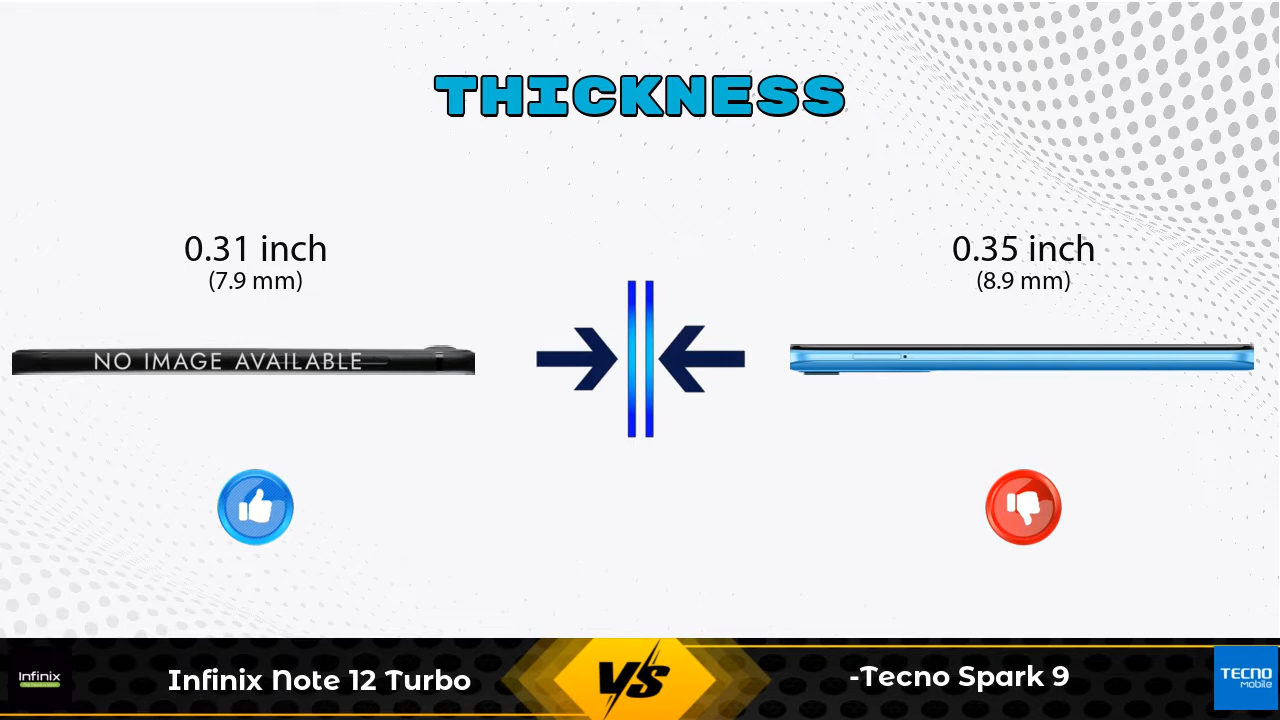 THICKNESS
0.31 inch
(7.9 mm)
0.35 inch
(8.9 mm)
NO IMAGE AVAILABLE
Infinix
Infinix Note 12 Turbo
VS
-Tecno Spark 9
TECNO
mobile